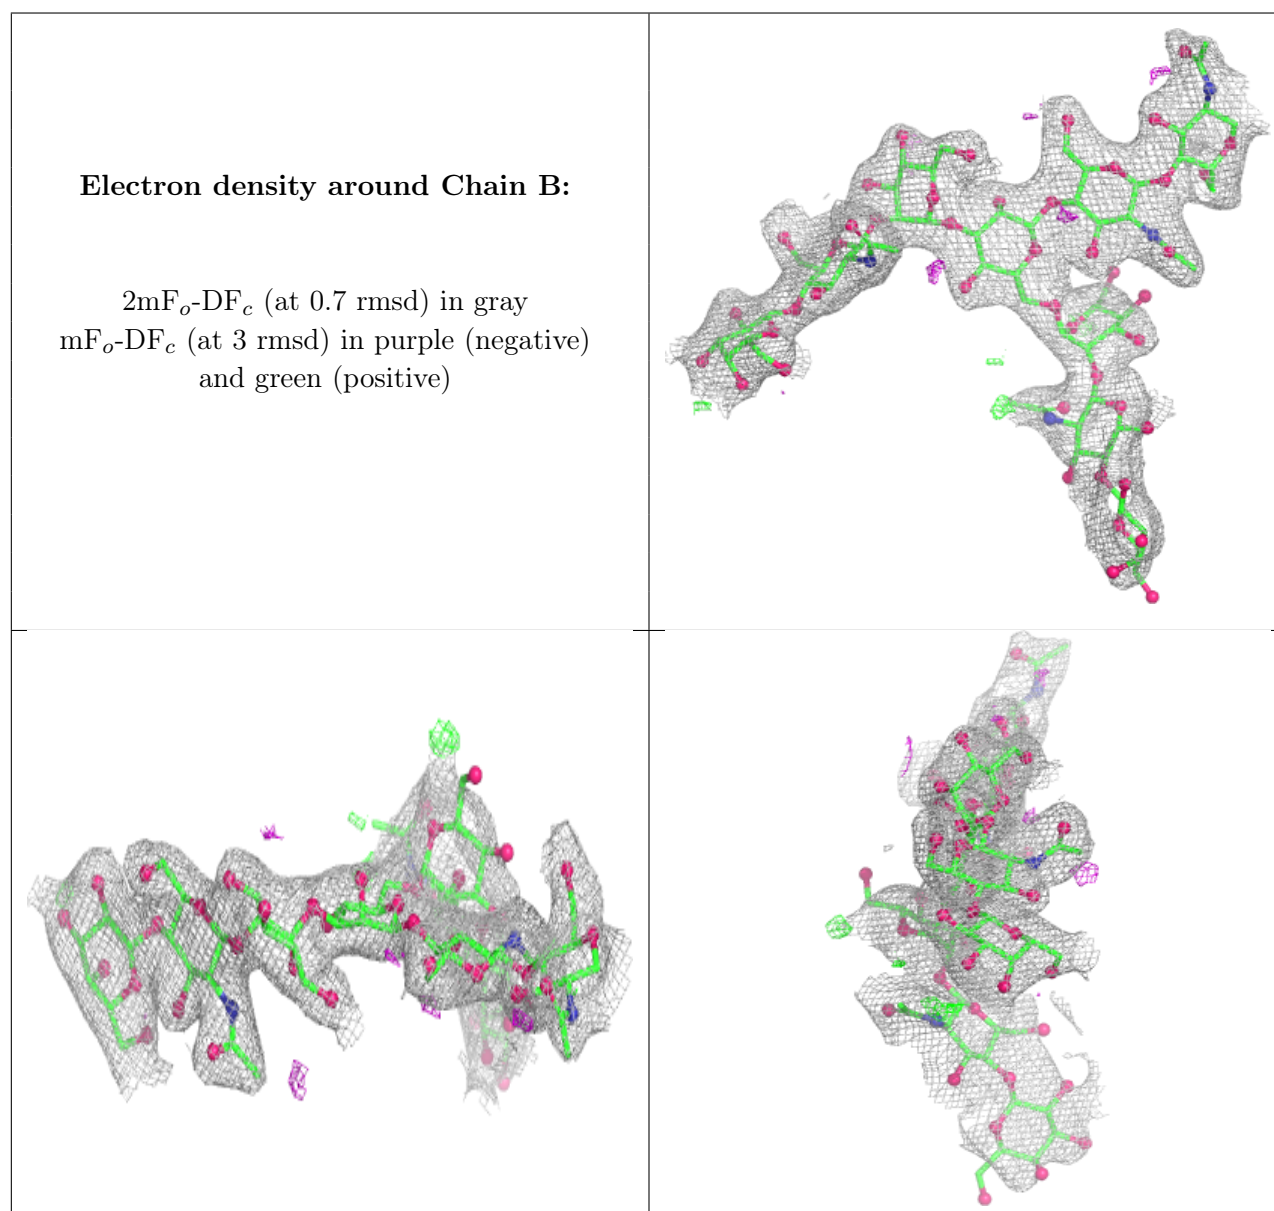 Electron density around Chain B:
2mFo-DFc (at 0.7 rmsd) in gray
mFo-DFc (at 3 rmsd) in purple (negative)
and green (positive)